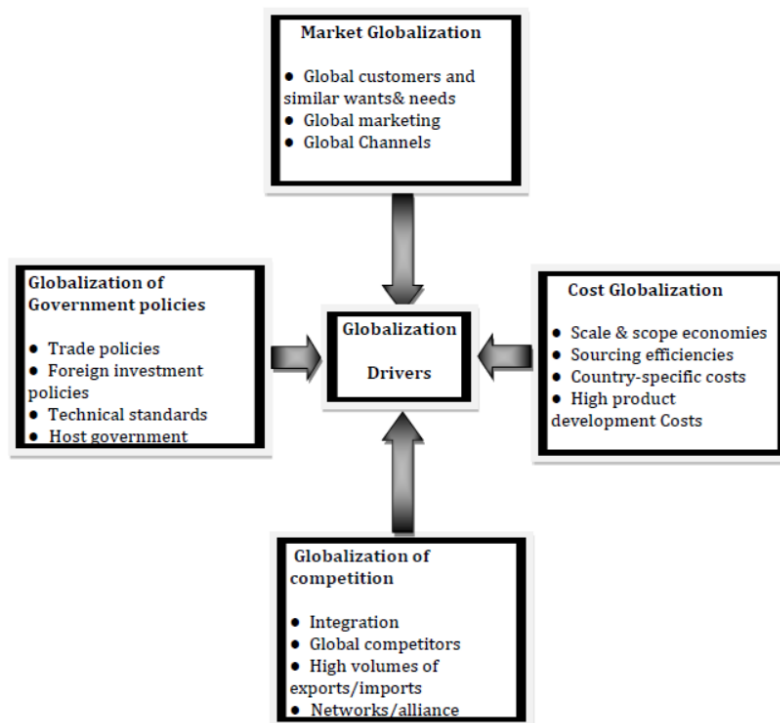 Market Globalization
● Global customers and
similar wants& needs
● Global marketing
● Global Channels
Globalization of
Government policies
● Trade policies
● Foreign investment
policies
● Technical standards
● Host government
Globalization
Drivers
Cost Globalization
● Scale & scope economies
● Sourcing efficiencies
● Country-specific costs
● High product
development Costs
Globalization of
competition
● Integration
● Global competitors
● High volumes of
exports/imports
● Networks/alliance